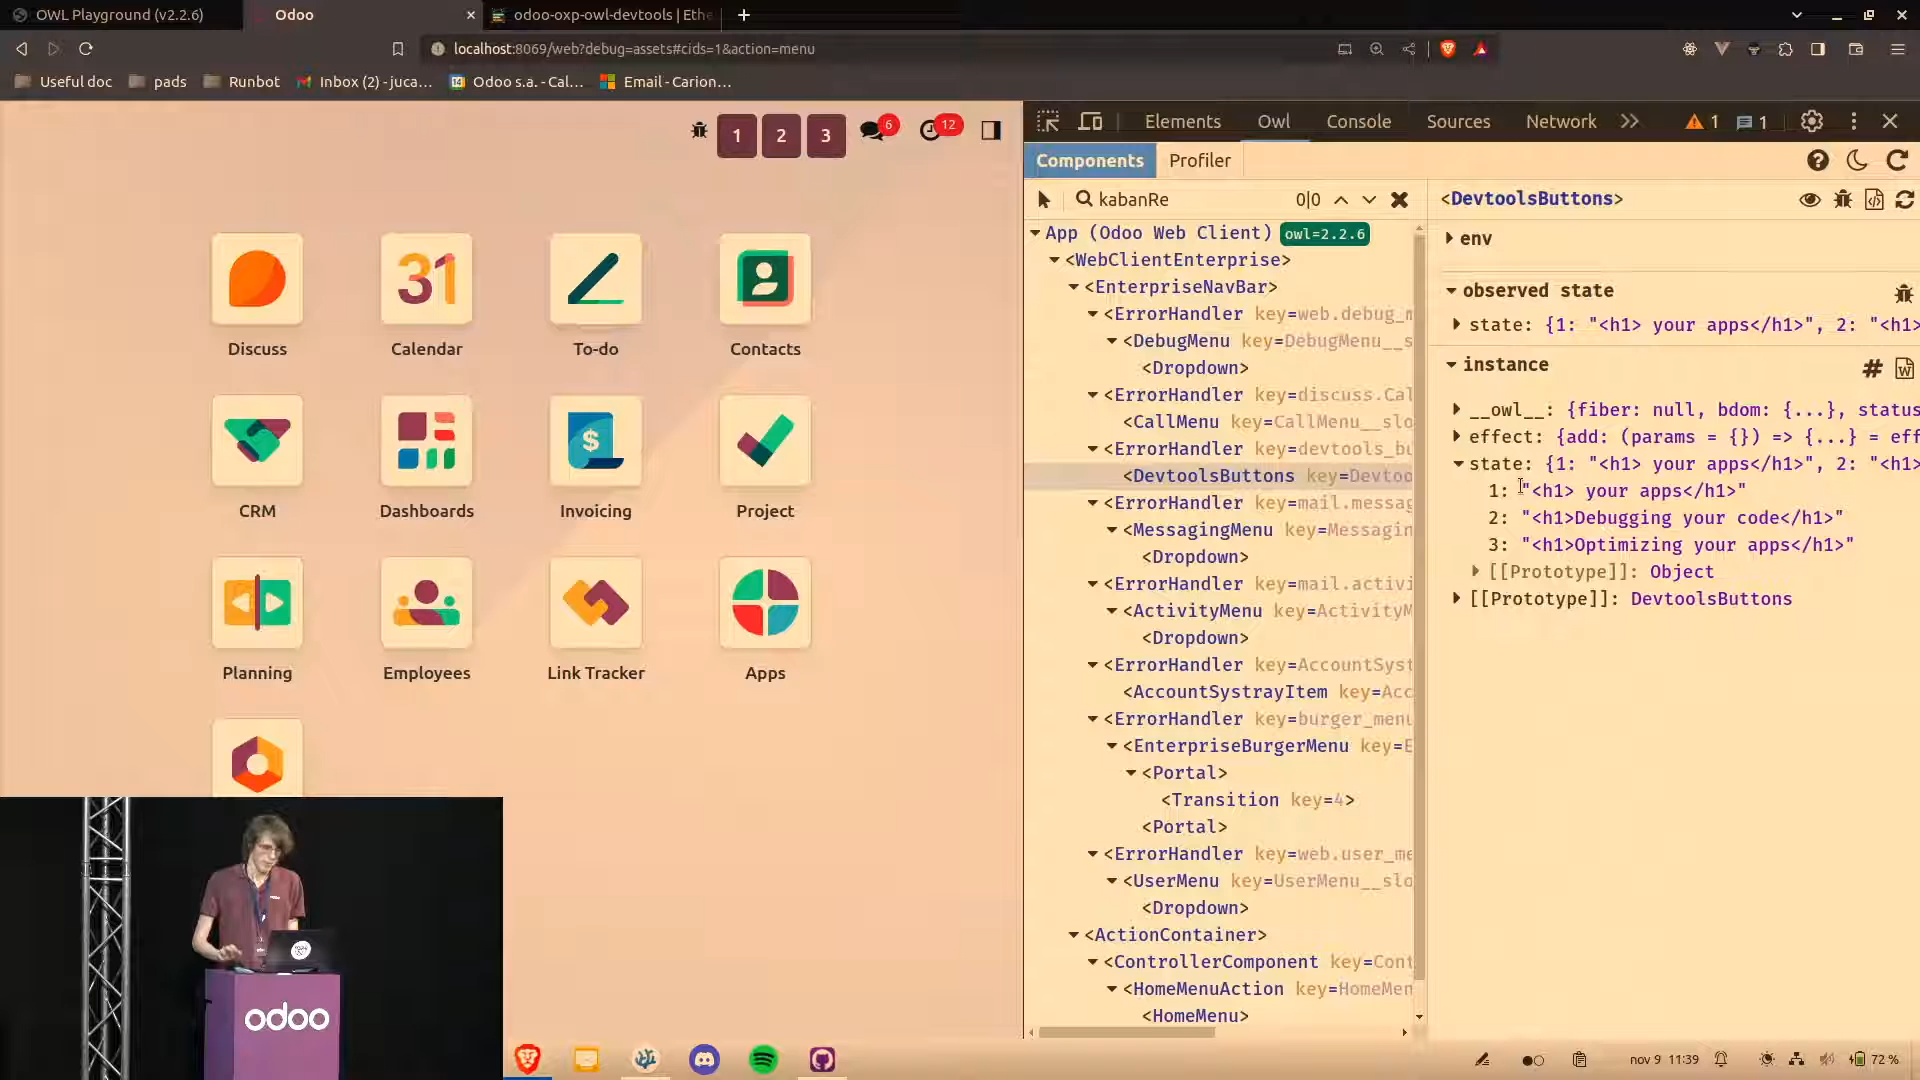 OWL Playground (v2.2.6)
Odoo
odoo-oxp-owl-devtools | Ethe
localhost:8069/web?debug=assets#cids=1&action=menu
Useful doc
pads
Runbot
Inbox (2) - juca...
Odoo s.a. - Cal...
Email - Carion...
1
2
3
6
12
Discuss
31
Calendar
To-do
Contacts
CRM
Dashboards
$
Invoicing
Project
Planning
Employees
Link Tracker
Apps
odoo
Elements
Owl
Console
Sources
Network
1
1
Components
Profiler
kabanRe
0|0
App (Odoo Web Client) owl=2.2.6
<WebClientEnterprise>
<EnterpriseNavBar>
<ErrorHandler key=web.debug_m
<DebugMenu key=DebugMenu__s
<Dropdown>
<ErrorHandler key=discuss.Cal
<CallMenu key=CallMenu__slo
<ErrorHandler key=devtools_bu
<DevtoolsButtons key=Devtoo
<ErrorHandler key=mail.messag
<MessagingMenu key=Messagin
<Dropdown>
<ErrorHandler key=mail.activi
<ActivityMenu key=ActivityM
<Dropdown>
<ErrorHandler key=AccountSyst
<AccountSystrayItem key=Acc
<ErrorHandler key=burger_menu
<EnterpriseBurgerMenu key=E
<Portal>
<Transition key=4>
<Portal>
<ErrorHandler key=web.user_me
<UserMenu key=UserMenu__slo
<Dropdown>
<ActionContainer>
<ControllerComponent key=Cont
<HomeMenuAction key=HomeMen
<HomeMenu>
<DevtoolsButtons>
env
observed state
state: {1: "<h1> your apps</h1>", 2: "<h1>
instance
__owl__: {fiber: null, bdom: {...}, status
effect: {add: (params = {}) => {...} = eff
state: {1: "<h1> your apps</h1>", 2: "<h1>
1: "<h1> your apps</h1>"
2: "<h1>Debugging your code</h1>"
3: "<h1>Optimizing your apps</h1>"
[[Prototype]]: Object
[[Prototype]]: DevtoolsButtons
nov 9 11:39
72 %